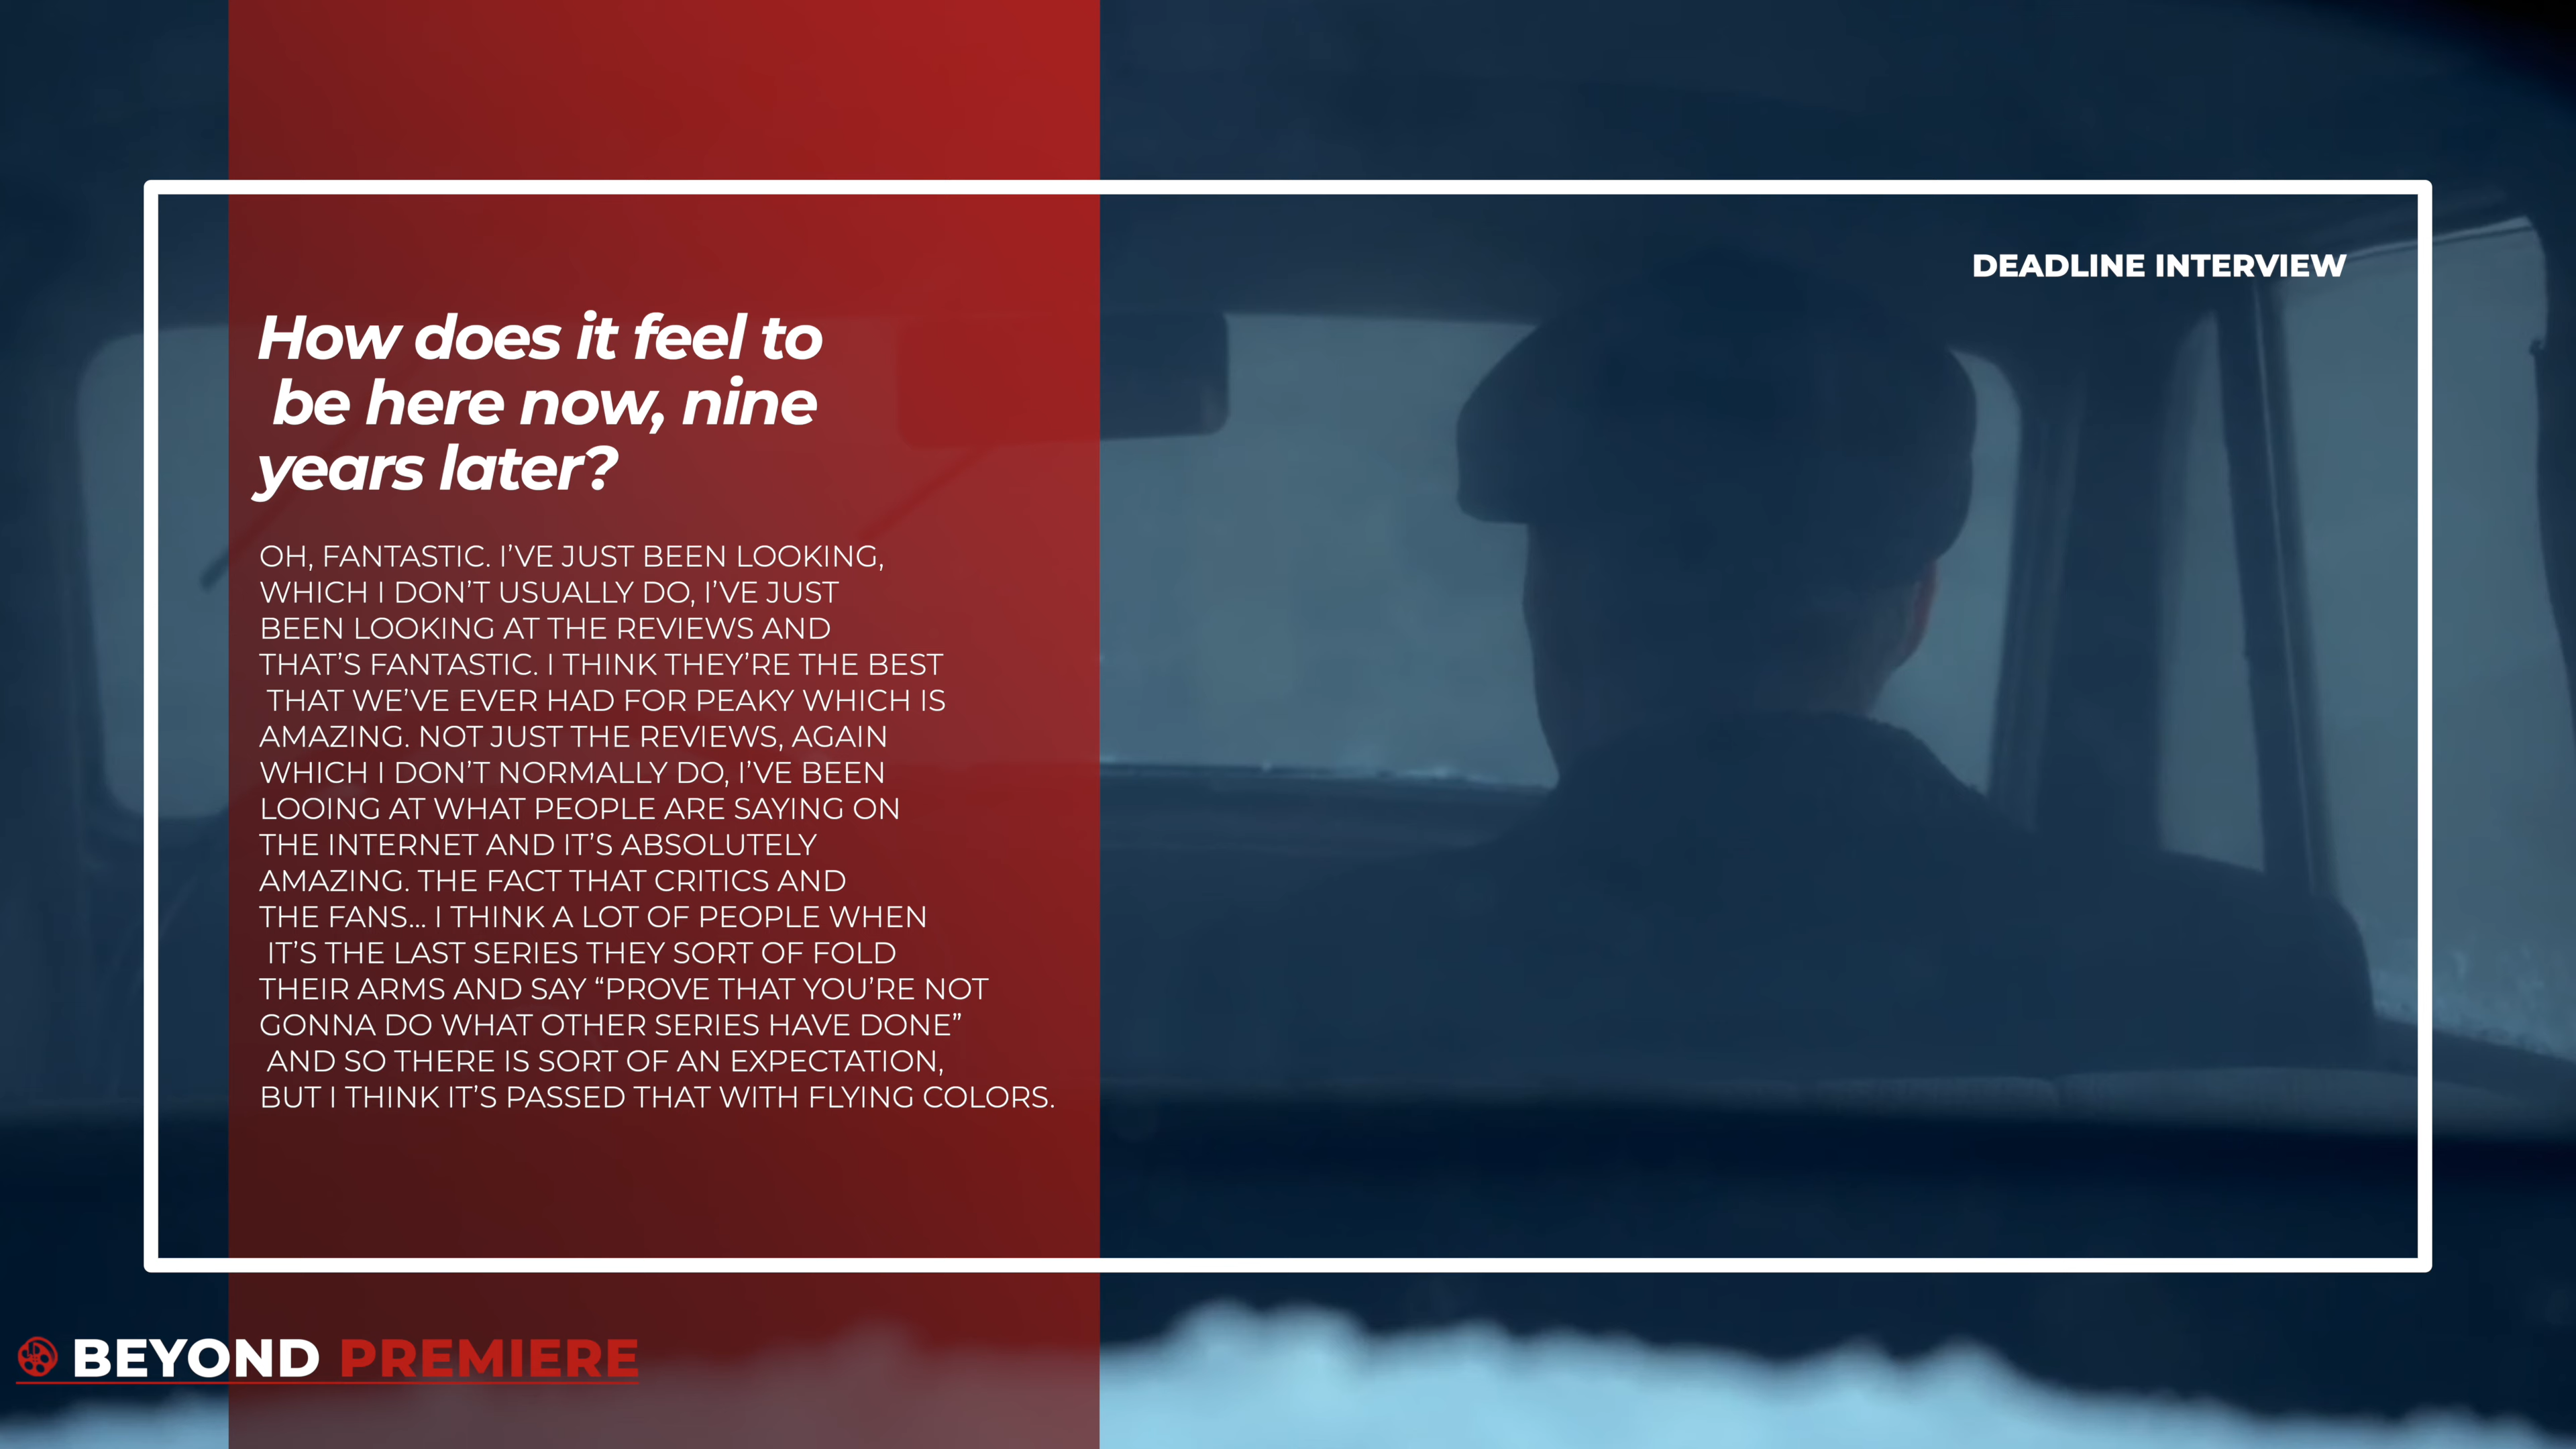 DEADLINE INTERVIEW
How does it feel to
be here now, nine
years later?
OH, FANTASTIC. I’VE JUST BEEN LOOKING,
WHICH I DON’T USUALLY DO, I’VE JUST
BEEN LOOKING AT THE REVIEWS AND
THAT’S FANTASTIC. I THINK THEY’RE THE BEST
THAT WE’VE EVER HAD FOR PEAKY WHICH IS
AMAZING. NOT JUST THE REVIEWS, AGAIN
WHICH I DON’T NORMALLY DO, I’VE BEEN
LOOING AT WHAT PEOPLE ARE SAYING ON
THE INTERNET AND IT’S ABSOLUTELY
AMAZING. THE FACT THAT CRITICS AND
THE FANS... I THINK A LOT OF PEOPLE WHEN
IT’S THE LAST SERIES THEY SORT OF FOLD
THEIR ARMS AND SAY “PROVE THAT YOU’RE NOT
GONNA DO WHAT OTHER SERIES HAVE DONE”
AND SO THERE IS SORT OF AN EXPECTATION,
BUT I THINK IT’S PASSED THAT WITH FLYING COLORS.
BEYOND PREMIERE